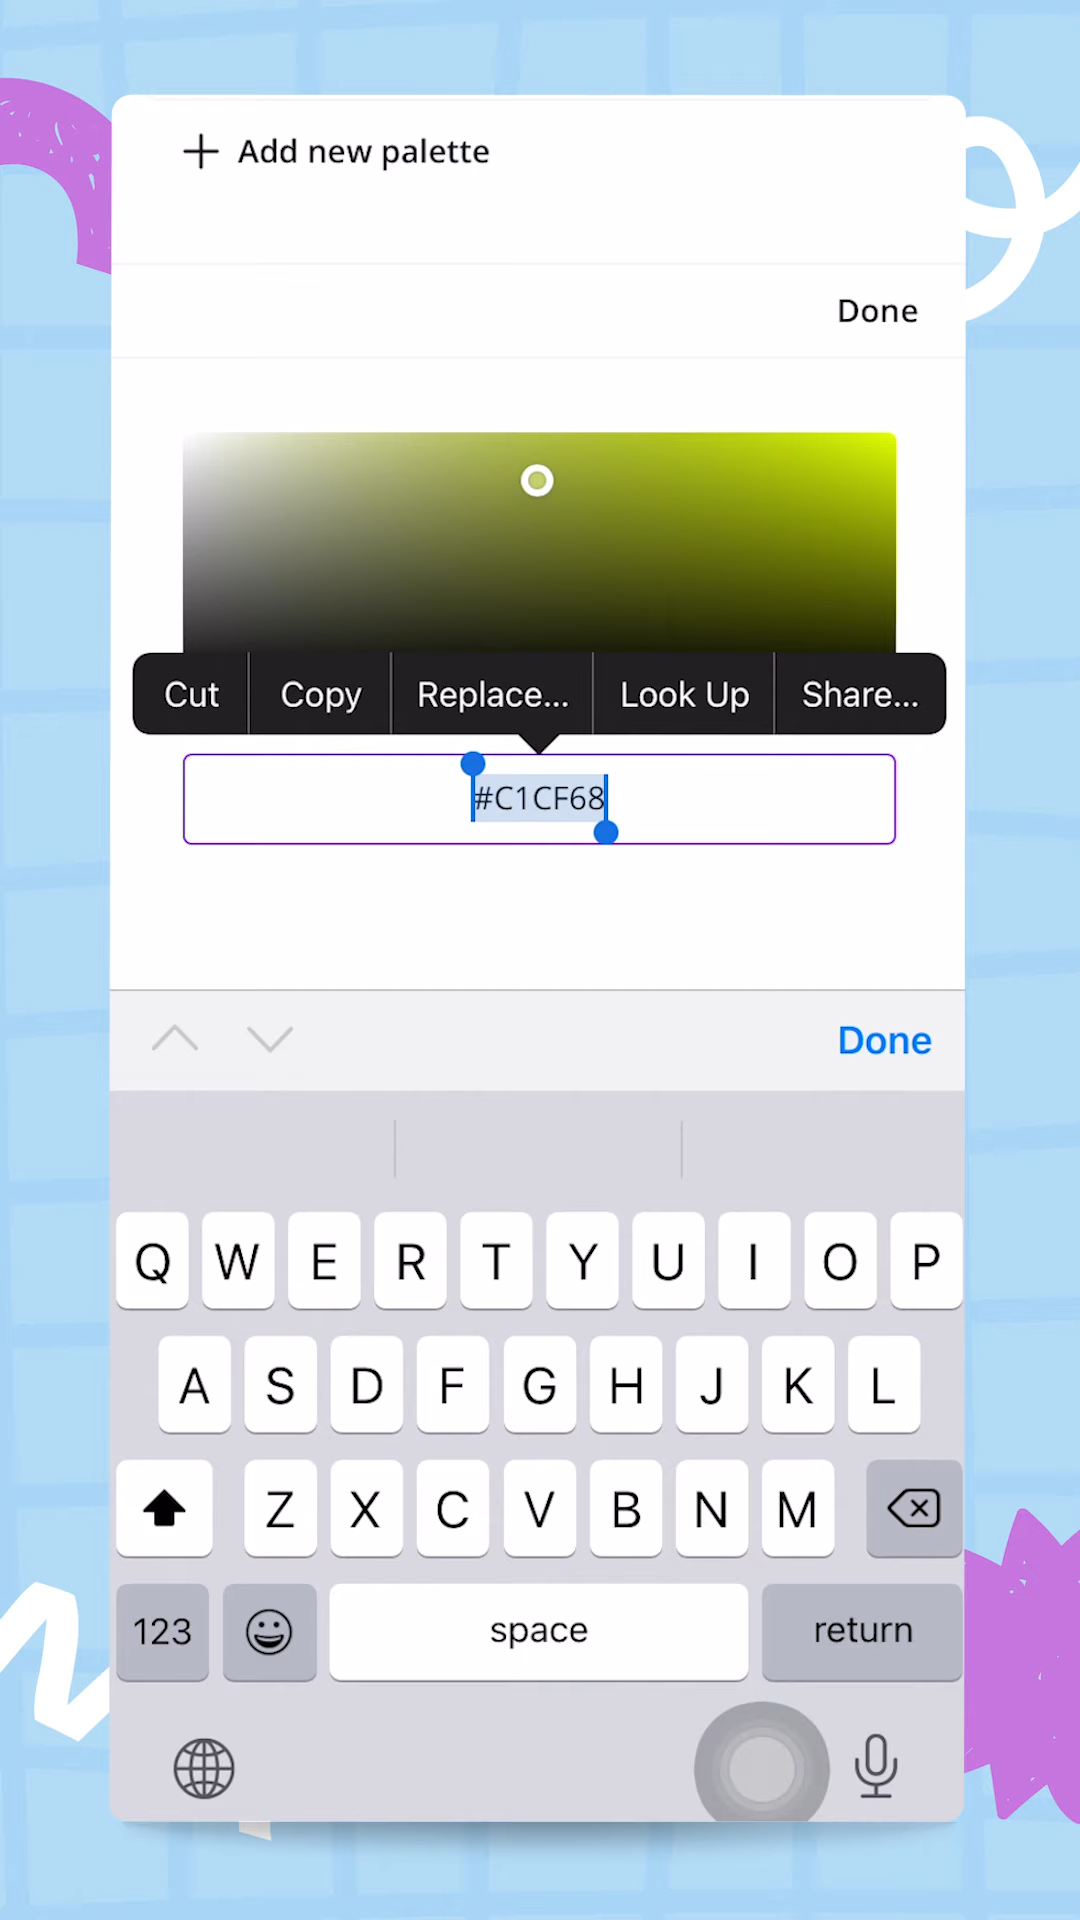 + Add new palette
Done
Cut Copy Replace... Look Up Share...
#C1CF68
Done
Q W E R T Y U I O P
A S D F G H J K L
Z X C V B N M
123 space return